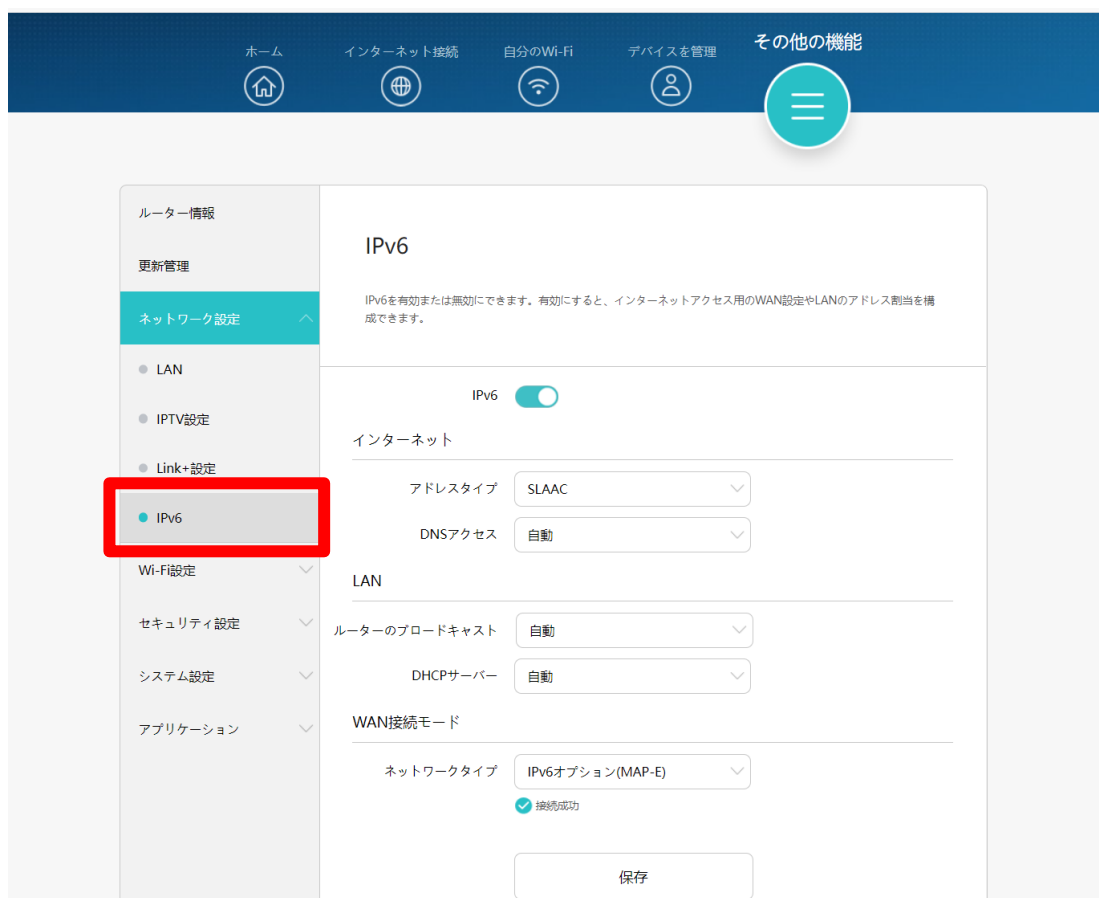 ホーム
インターネット接続
自分のWi-Fi
デバイスを管理
その他の機能
ルーター情報
更新管理
ネットワーク設定
LAN
IPTV設定
Link+設定
IPv6
Wi-Fi設定
セキュリティ設定
システム設定
アプリケーション
IPv6
IPv6を有効または無効にできます。有効にすると、インターネットアクセス用のWAN設定やLANのアドレス割当を構
成できます。
IPv6
インターネット
アドレスタイプ SLAAC
DNSアクセス 自動
LAN
ルーターのブロードキャスト 自動
DHCPサーバー 自動
WAN接続モード
ネットワークタイプ IPv6オプション(MAP-E)
接続成功
保存